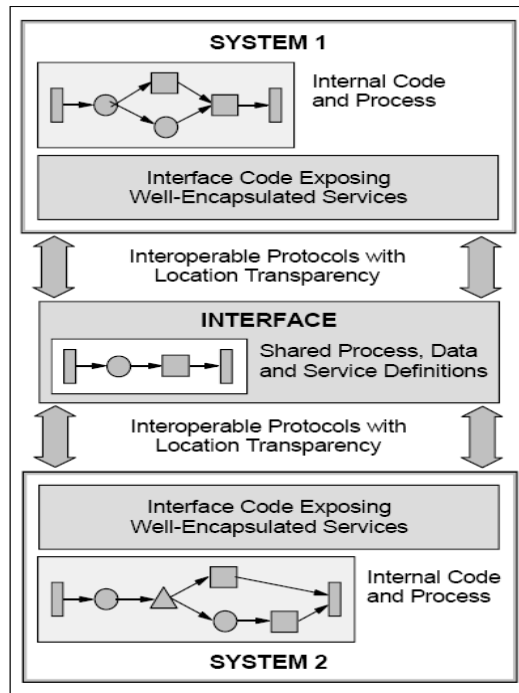 SYSTEM 1
Internal Code
and Process
Interface Code Exposing
Well-Encapsulated Services
Interoperable Protocols with
Location Transparency
INTERFACE
Shared Process, Data
and Service Definitions
Interoperable Protocols with
Location Transparency
Interface Code Exposing
Well-Encapsulated Services
Internal Code
and Process
SYSTEM 2